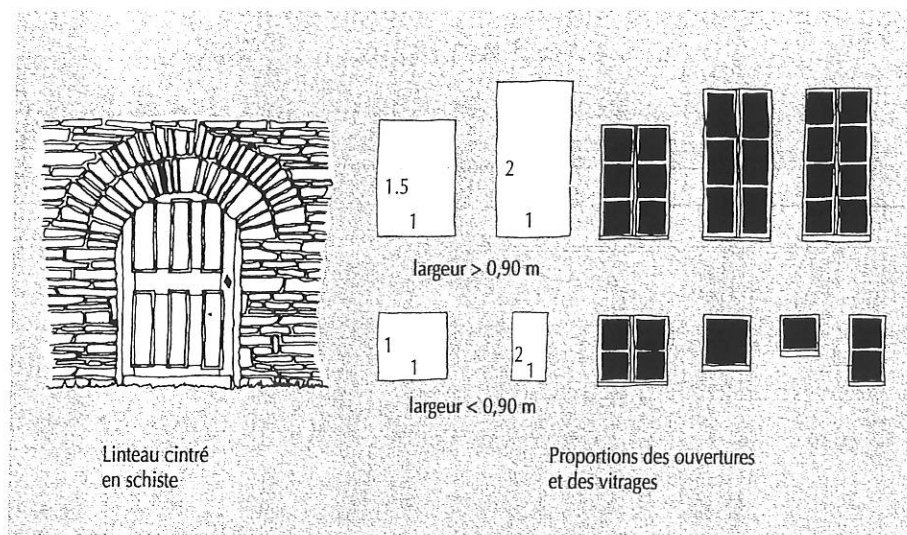 1.5
1
2
1
largeur > 0,90 m
1
1
2
1
largeur < 0,90 m
Linteau cintré
en schiste
Proportions des ouvertures
et des vitrages